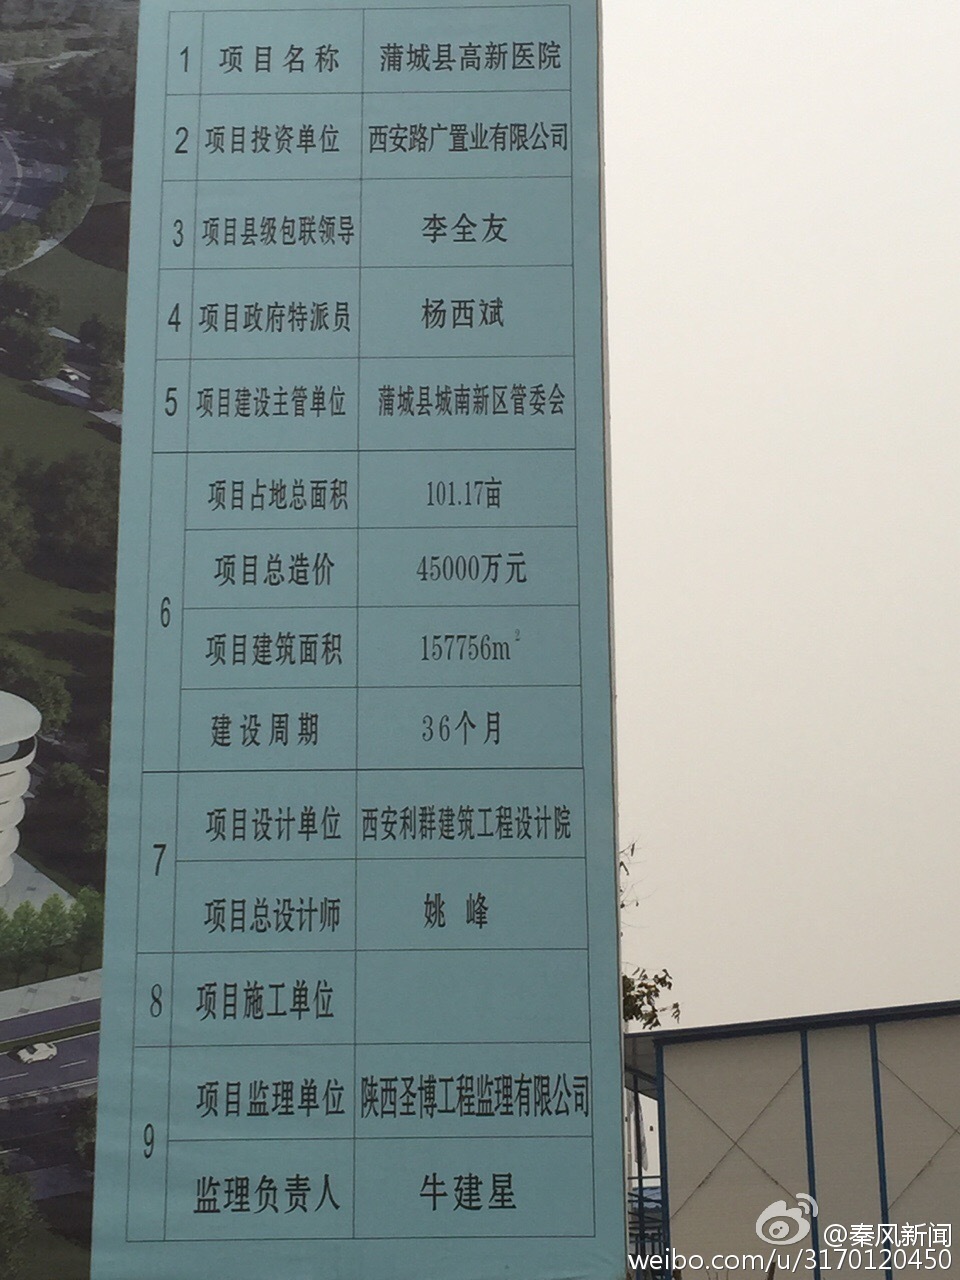 1 项目名称 蒲城县高新医院
2 项目投资单位 西安路广置业有限公司
3 项目县级包联领导 李全友
4 项目政府特派员 杨西斌
5 项目建设主管单位 蒲城县城南新区管委会
6
项目占地总面积 101.17亩
项目总造价 45000万元
项目建筑面积 157756m²
建设周期 36个月
7
项目设计单位 西安利群建筑工程设计院
项目总设计师 姚峰
8 项目施工单位
9
项目监理单位 陕西圣博工程监理有限公司
监理负责人 牛建星
@秦风新闻
weibo.com/u/3170120450